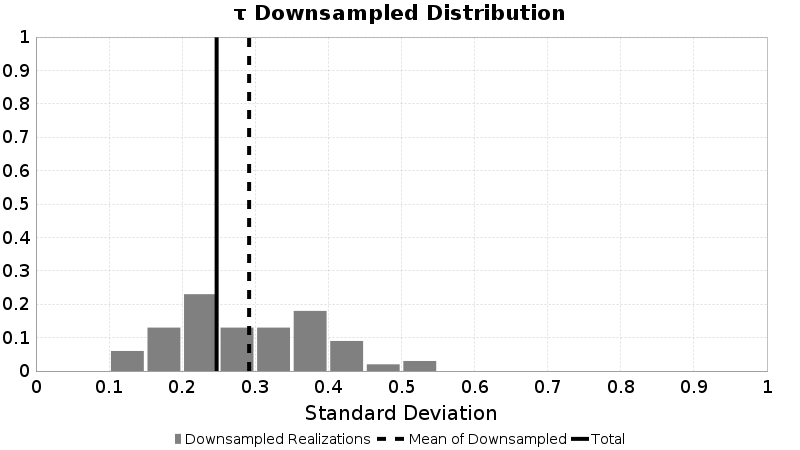 τ Downsampled Distribution
1
0.9
0.8
0.7
0.6
0.5
0.4
0.3
0.2
0.1
0
0 0.1 0.2 0.3 0.4 0.5 0.6 0.7 0.8 0.9 1
Standard Deviation
Downsampled Realizations Mean of Downsampled Total